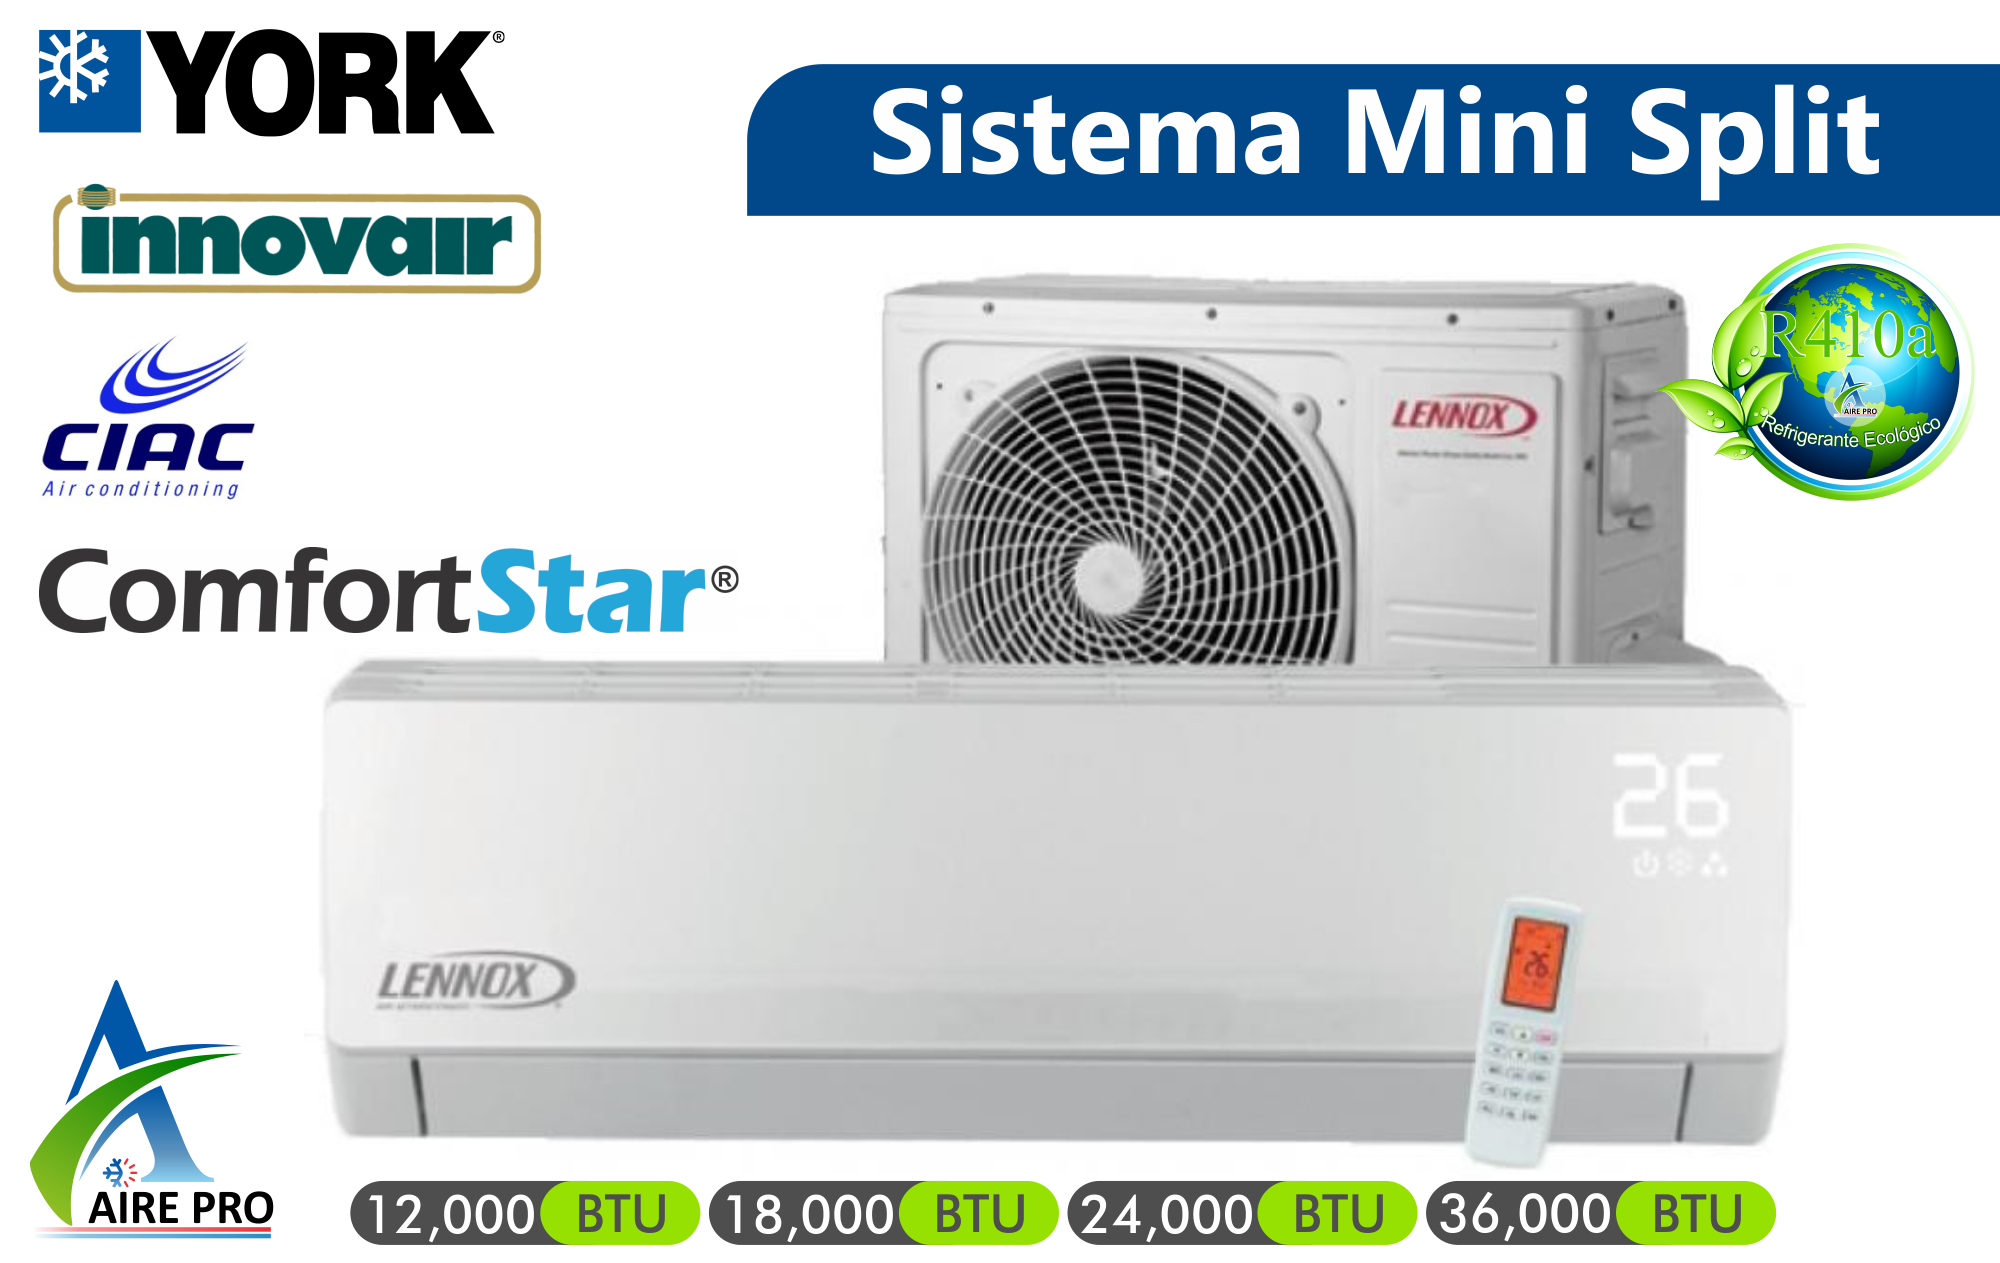 YORK®
Sistema Mini Split
innovair
CIAC
Air conditioning
ComfortStar®
LENNOX
R410a
AIRE PRO
Refrigerante Ecológico
26
LENNOX
26
AIRE PRO
12,000 BTU
18,000 BTU
24,000 BTU
36,000 BTU